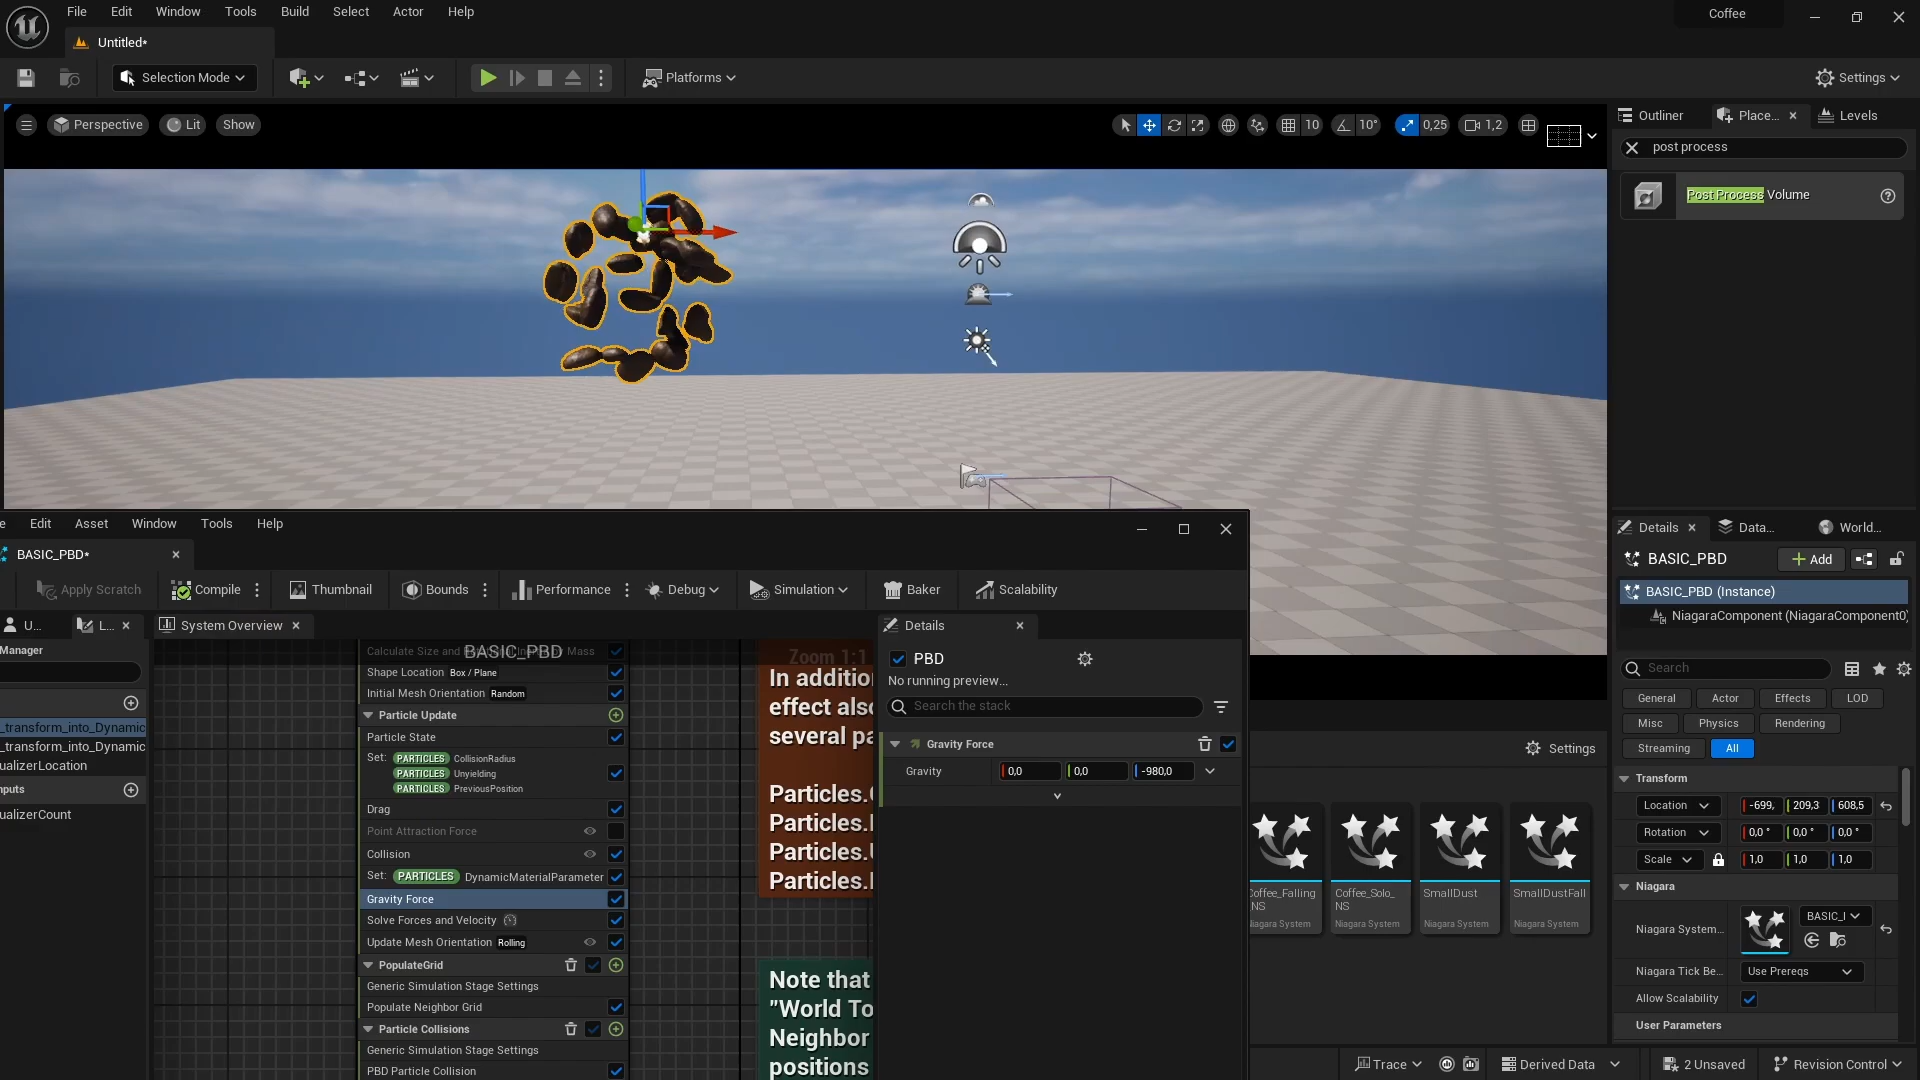 File Edit Window Tools Build Select Actor Help
Coffee
Untitled*
Selection Mode
Platforms
Settings
Perspective Lit Show
10 10° 0,25 1,2
Outliner Place... Levels
post process
Post Process Volume
Edit Asset Window Tools Help
BASIC_PBD*
Apply Scratch Compile Thumbnail Bounds Performance Debug Simulation Baker Scalability
U... L... System Overview
Manager
_transform_into_Dynamic
_transform_into_Dynamic
ualizerLocation
nputs
ualizerCount
BASIC_PBD
Shape Location Box / Plane
Initial Mesh Orientation Random
Particle Update
Particle State
Set: PARTICLES CollisionRadius
PARTICLES Unyielding
PARTICLES PreviousPosition
Drag
Point Attraction Force
Collision
Set: PARTICLES DynamicMaterialParameter
Gravity Force
Solve Forces and Velocity
Update Mesh Orientation Rolling
PopulateGrid
Generic Simulation Stage Settings
Populate Neighbor Grid
Particle Collisions
Generic Simulation Stage Settings
PBD Particle Collision
Zoom 1:1
In additio
effect also
several pa
Particles.
Particles.
Particles.
Particles.
Note that
"World To
Neighbor
positions
Details
PBD
No running preview...
Search the stack
Gravity Force
Gravity 0,0 0,0 -980,0
Settings
Coffee_Falling_NS
Niagara System
Coffee_Solo_
NS
Niagara System
SmallDust
Niagara System
SmallDustFall
Niagara System
Details Data... World...
BASIC_PBD
Add
BASIC_PBD (Instance)
NiagaraComponent (NiagaraComponent0)
Search
General Actor Effects LOD
Misc Physics Rendering
Streaming All
Transform
Location -699, 209,3 608,5
Rotation 0,0 ° 0,0 ° 0,0 °
Scale 1,0 1,0 1,0
Niagara
Niagara System... BASIC_I
Niagara Tick Be... Use Prereqs
Allow Scalability
User Parameters
Trace Derived Data 2 Unsaved Revision Control